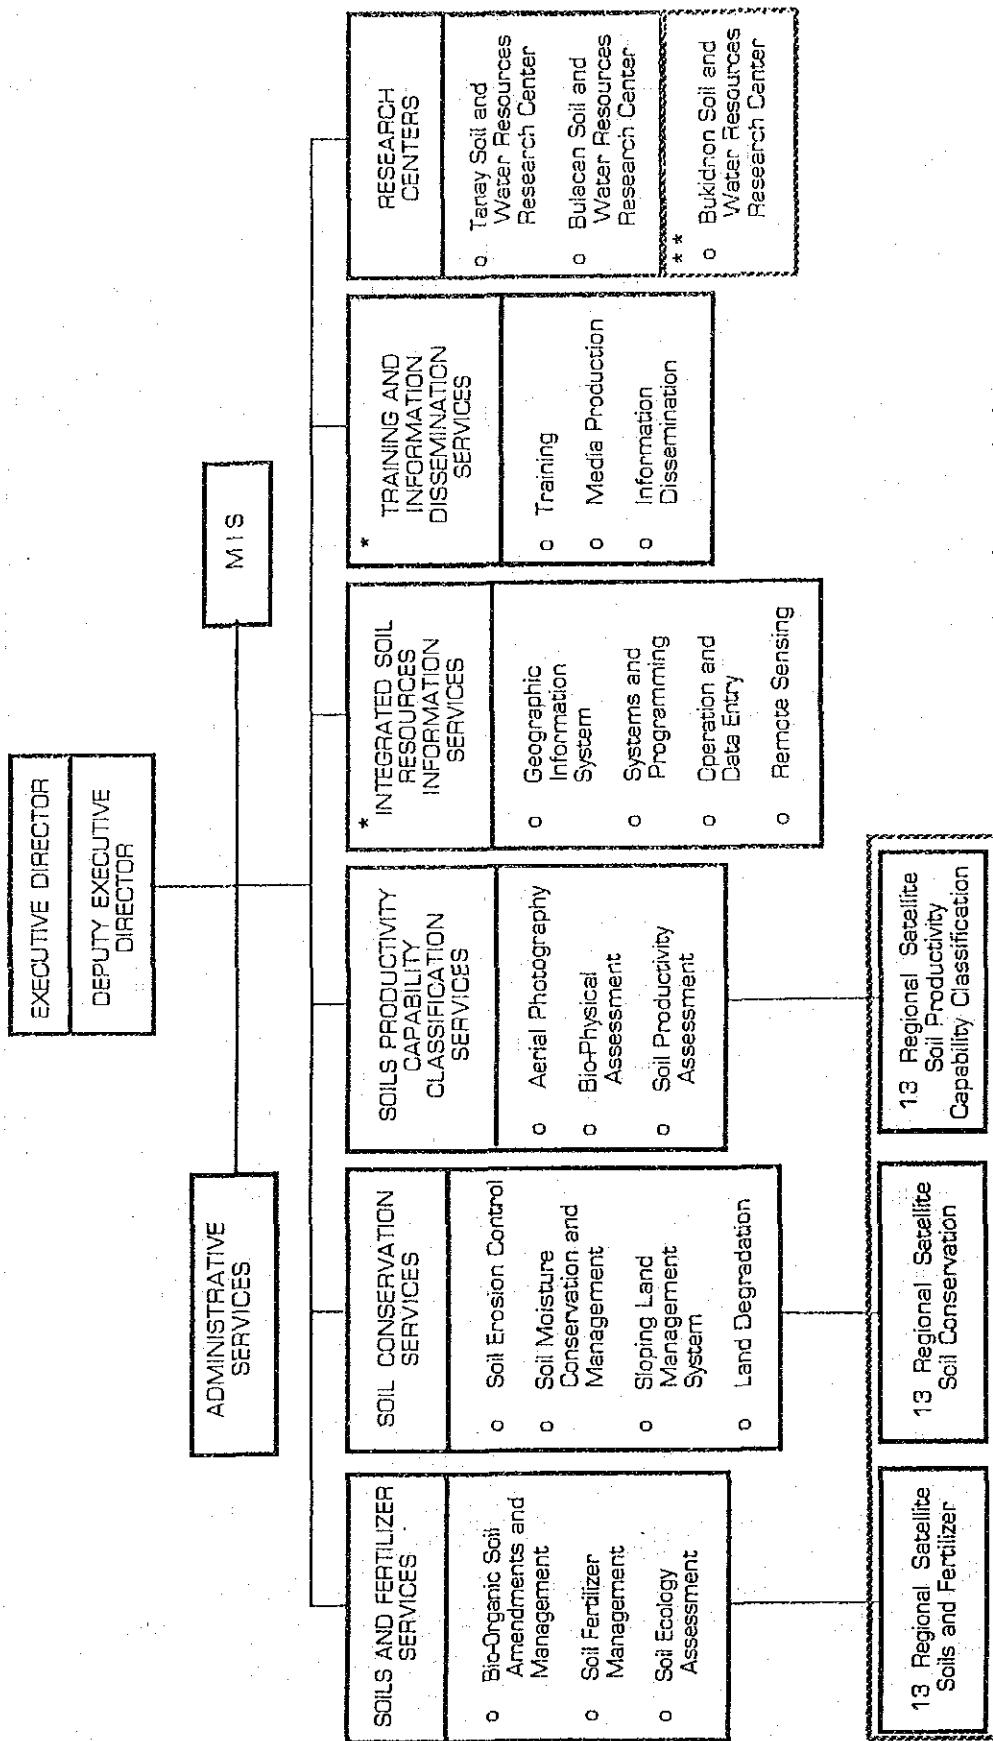 EXECUTIVE DIRECTOR
DEPUTY EXECUTIVE
DIRECTOR
ADMINISTRATIVE
SERVICES
M I S
SOILS AND FERTILIZER
SERVICES
o Bio-Organic Soil
Amendments and
Management
o Soil Fertilizer
Management
o Soil Ecology
Assessment
SOIL CONSERVATION
SERVICES
o Soil Erosion Control
o Soil Moisture
Conservation and
Management
o Sloping Land
Management
System
o Land Degradation
SOILS PRODUCTIVITY
CAPABILITY
CLASSIFICATION
SERVICES
o Aerial Photography
o Bio-Physical
Assessment
o Soil Productivity
Assessment
*
INTEGRATED SOIL
RESOURCES
INFORMATION
SERVICES
o Geographic
Information
System
o Systems and
Programming
o Operation and
Data Entry
o Remote Sensing
*
TRAINING AND
INFORMATION
DISSEMINATION
SERVICES
o Training
o Media Production
o Information
Dissemination
RESEARCH
CENTERS
o Tanay Soil and
Water Resources
Research Center
o Bulacan Soil and
Water Resources
Research Center
* *
o Bukidnon Soil and
Water Resources
Research Center
13 Regional Satellite
Soils and Fertilizer
13 Regional Satellite
Soil Conservation
13 Regional Satellite
Soil Productivity
Capability Classification